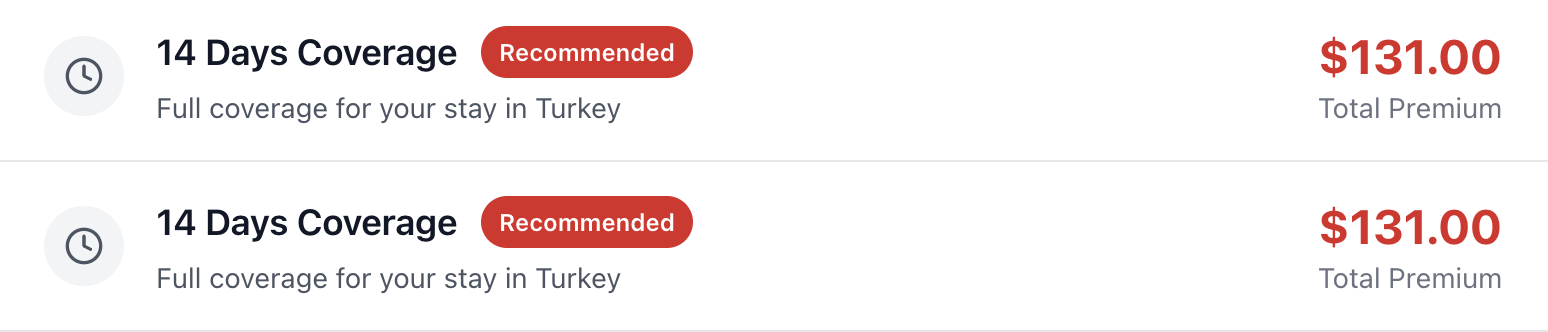 14 Days Coverage Recommended $131.00
Full coverage for your stay in Turkey Total Premium
14 Days Coverage Recommended $131.00
Full coverage for your stay in Turkey Total Premium